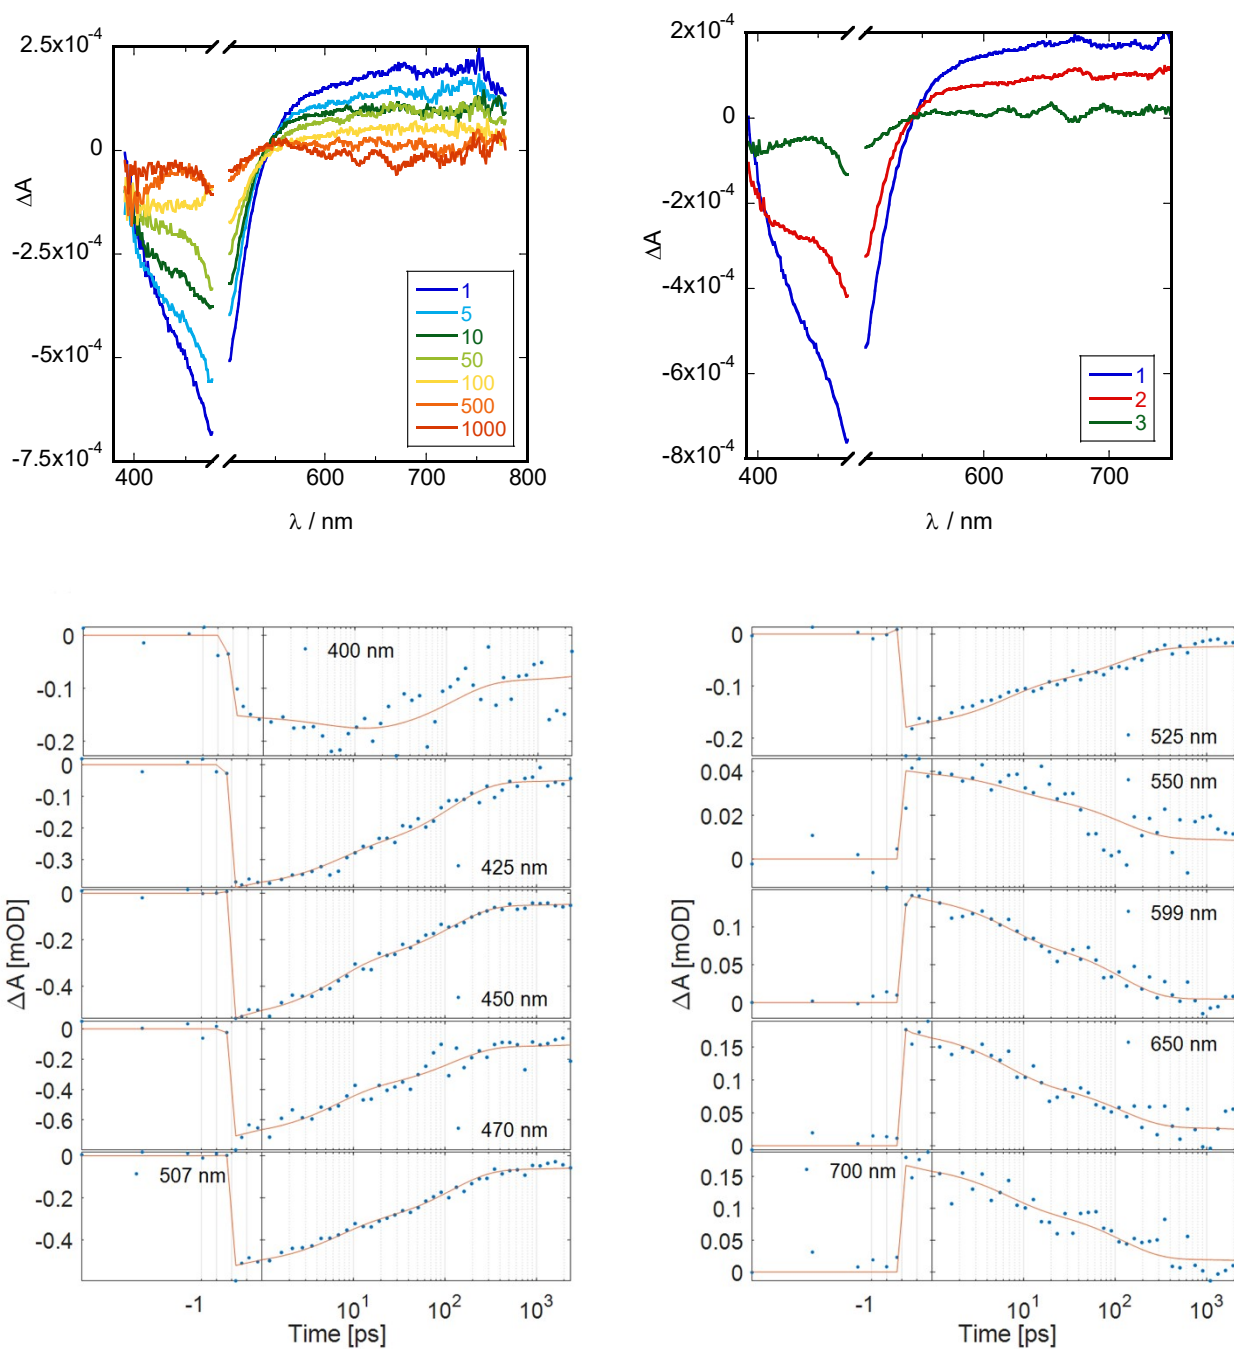 2.5x10-4
0
-2.5x10-4
-5x10-4
-7.5x10-4
ΔA
400
600
700
800
λ / nm
1
5
10
50
100
500
1000
2x10-4
0
-2x10-4
-4x10-4
-6x10-4
-8x10-4
ΔA
400
600
700
λ / nm
1
2
3
0
-0.1
-0.2
400 nm
0
-0.1
-0.2
-0.3
425 nm
0
-0.2
-0.4
450 nm
0
-0.2
-0.4
-0.6
470 nm
0
-0.2
-0.4
507 nm
ΔA [mOD]
-1
10^1
10^2
10^3
Time [ps]
0
-0.1
-0.2
525 nm
0.04
0.02
0
550 nm
0.1
0.05
0
599 nm
0.15
0.1
0.05
0
650 nm
0.15
0.1
0.05
0
700 nm
ΔA [mOD]
-1
10^1
10^2
10^3
Time [ps]